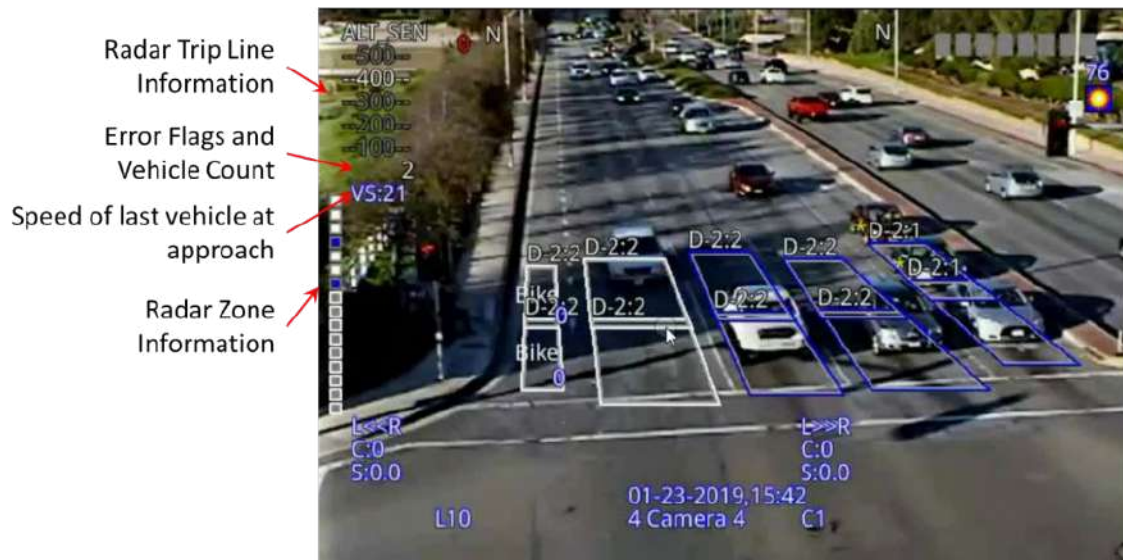 Radar Trip Line
Information
Error Flags and
Vehicle Count
Speed of last vehicle at
approach
Radar Zone
Information
ALT_SEN
N
N
--500--
--400--
--300--
--200--
--100--
2
VS:21
76
D-2:2
D-2:2
D-2:2
D-2:2
D-2:1
D-2:1
Bike
0
D-2:2
D-2:2
D-2:2
D-2:2
Bike
0
L<<R
C:0
S:0.0
L>>R
C:0
S:0.0
01-23-2019,15:42
L10
4 Camera 4
C1